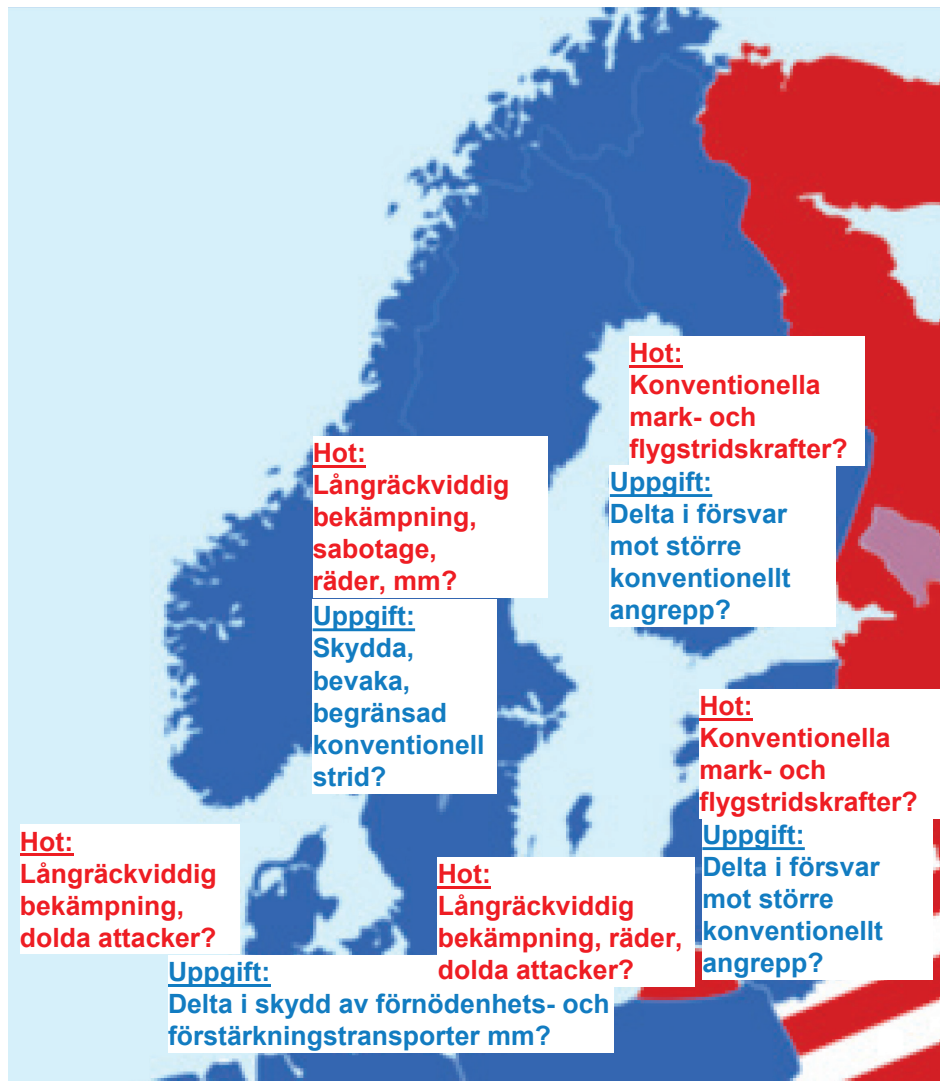 Hot:
Konventionella
mark- och
flygstridskrafter?
Uppgift:
Delta i försvar
mot större
konventionellt
angrepp?
Hot:
Långräckviddig
bekämpning,
sabotage,
räder, mm?
Uppgift:
Skydda,
bevaka,
begränsad
konventionell
strid?
Hot:
Konventionella
mark- och
flygstridskrafter?
Uppgift:
Delta i försvar
mot större
konventionellt
angrepp?
Hot:
Långräckviddig
bekämpning,
dolda attacker?
Hot:
Långräckviddig
bekämpning, räder,
dolda attacker?
Uppgift:
Delta i skydd av förnödenhets- och
förstärkningstransporter mm?